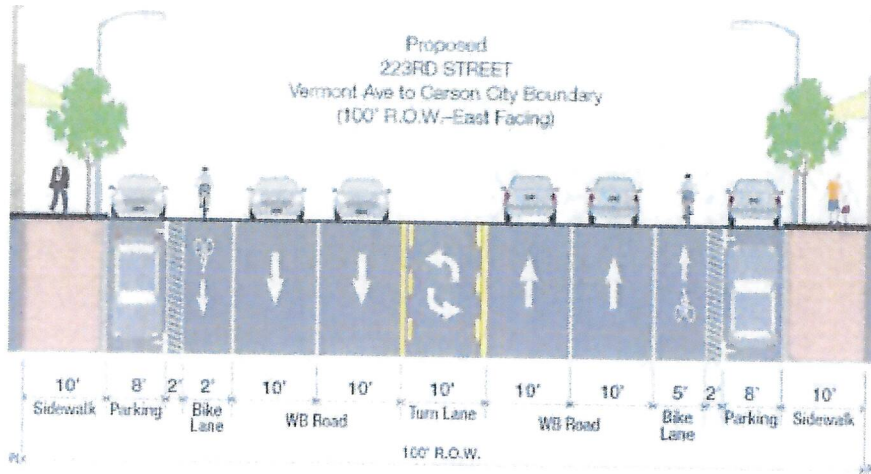 Proposed
223RD STREET
Vermont Ave to Carson City Boundary
(100' R.O.W.-East Facing)
10' 8' 2' 2' 10' 10' 10' 10' 10' 5' 2' 8' 10'
Sidewalk Parking Bike Lane WB Road Turn Lane WB Road Bike Lane Parking Sidewalk
100' R.O.W.